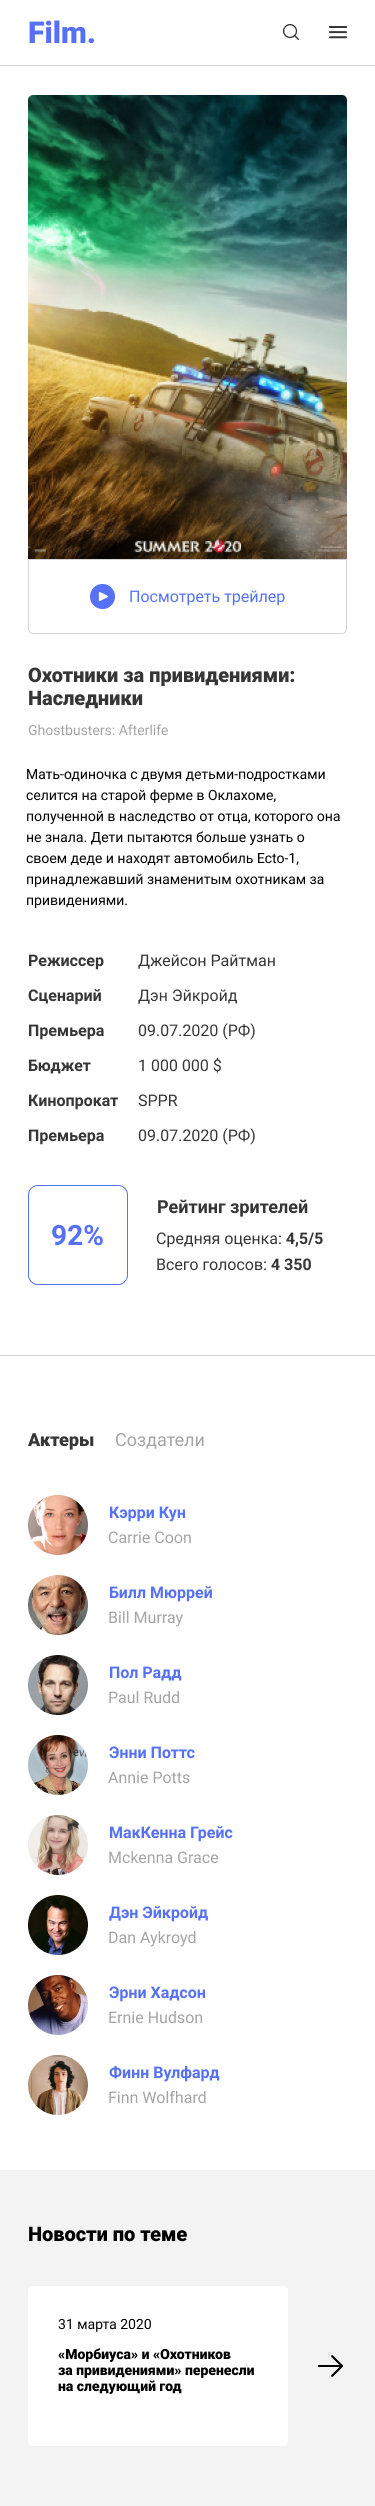 Film.
SUMMER 2020
Посмотреть трейлер
Охотники за привидениями:
Наследники
Ghostbusters: Afterlife
Мать-одиночка с двумя детьми-подростками
селится на старой ферме в Оклахоме,
полученной в наследство от отца, которого она
не знала. Дети пытаются больше узнать о
своем деде и находят автомобиль Ecto-1,
принадлежавший знаменитым охотникам за
привидениями.
Режиссер Джейсон Райтман
Сценарий Дэн Эйкройд
Премьера 09.07.2020 (РФ)
Бюджет 1 000 000 $
Кинопрокат SPPR
Премьера 09.07.2020 (РФ)
92%
Рейтинг зрителей
Средняя оценка: 4,5/5
Всего голосов: 4 350
Актеры Создатели
Кэрри Кун
Carrie Coon
Билл Мюррей
Bill Murray
Пол Радд
Paul Rudd
Энни Поттс
Annie Potts
МакКенна Грейс
Mckenna Grace
Дэн Эйкройд
Dan Aykroyd
Эрни Хадсон
Ernie Hudson
Финн Вулфард
Finn Wolfhard
Новости по теме
31 марта 2020
«Морбиуса» и «Охотников
за привидениями» перенесли
на следующий год